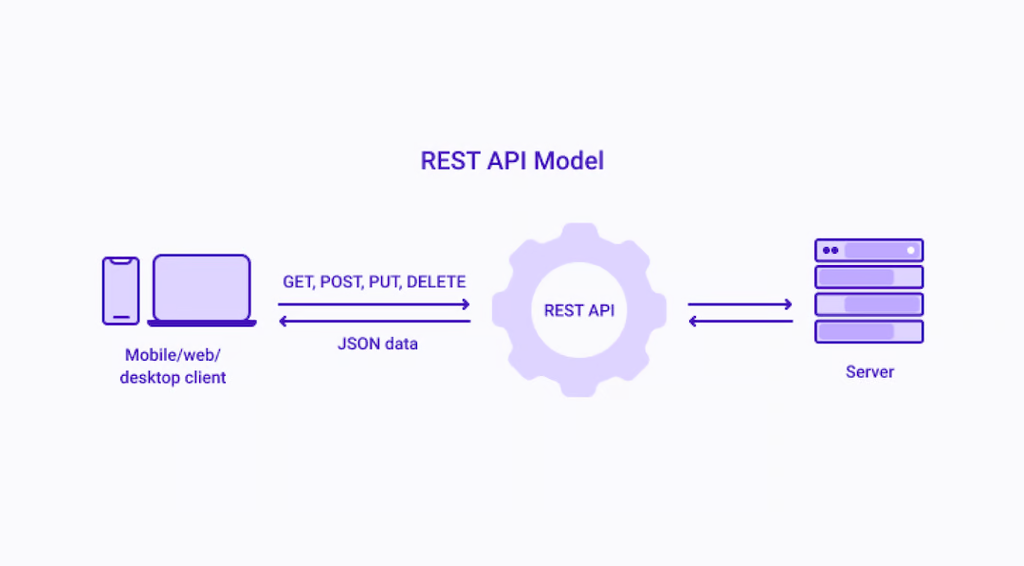 REST API Model
GET, POST, PUT, DELETE
REST API
JSON data
Mobile/web/
desktop client
Server